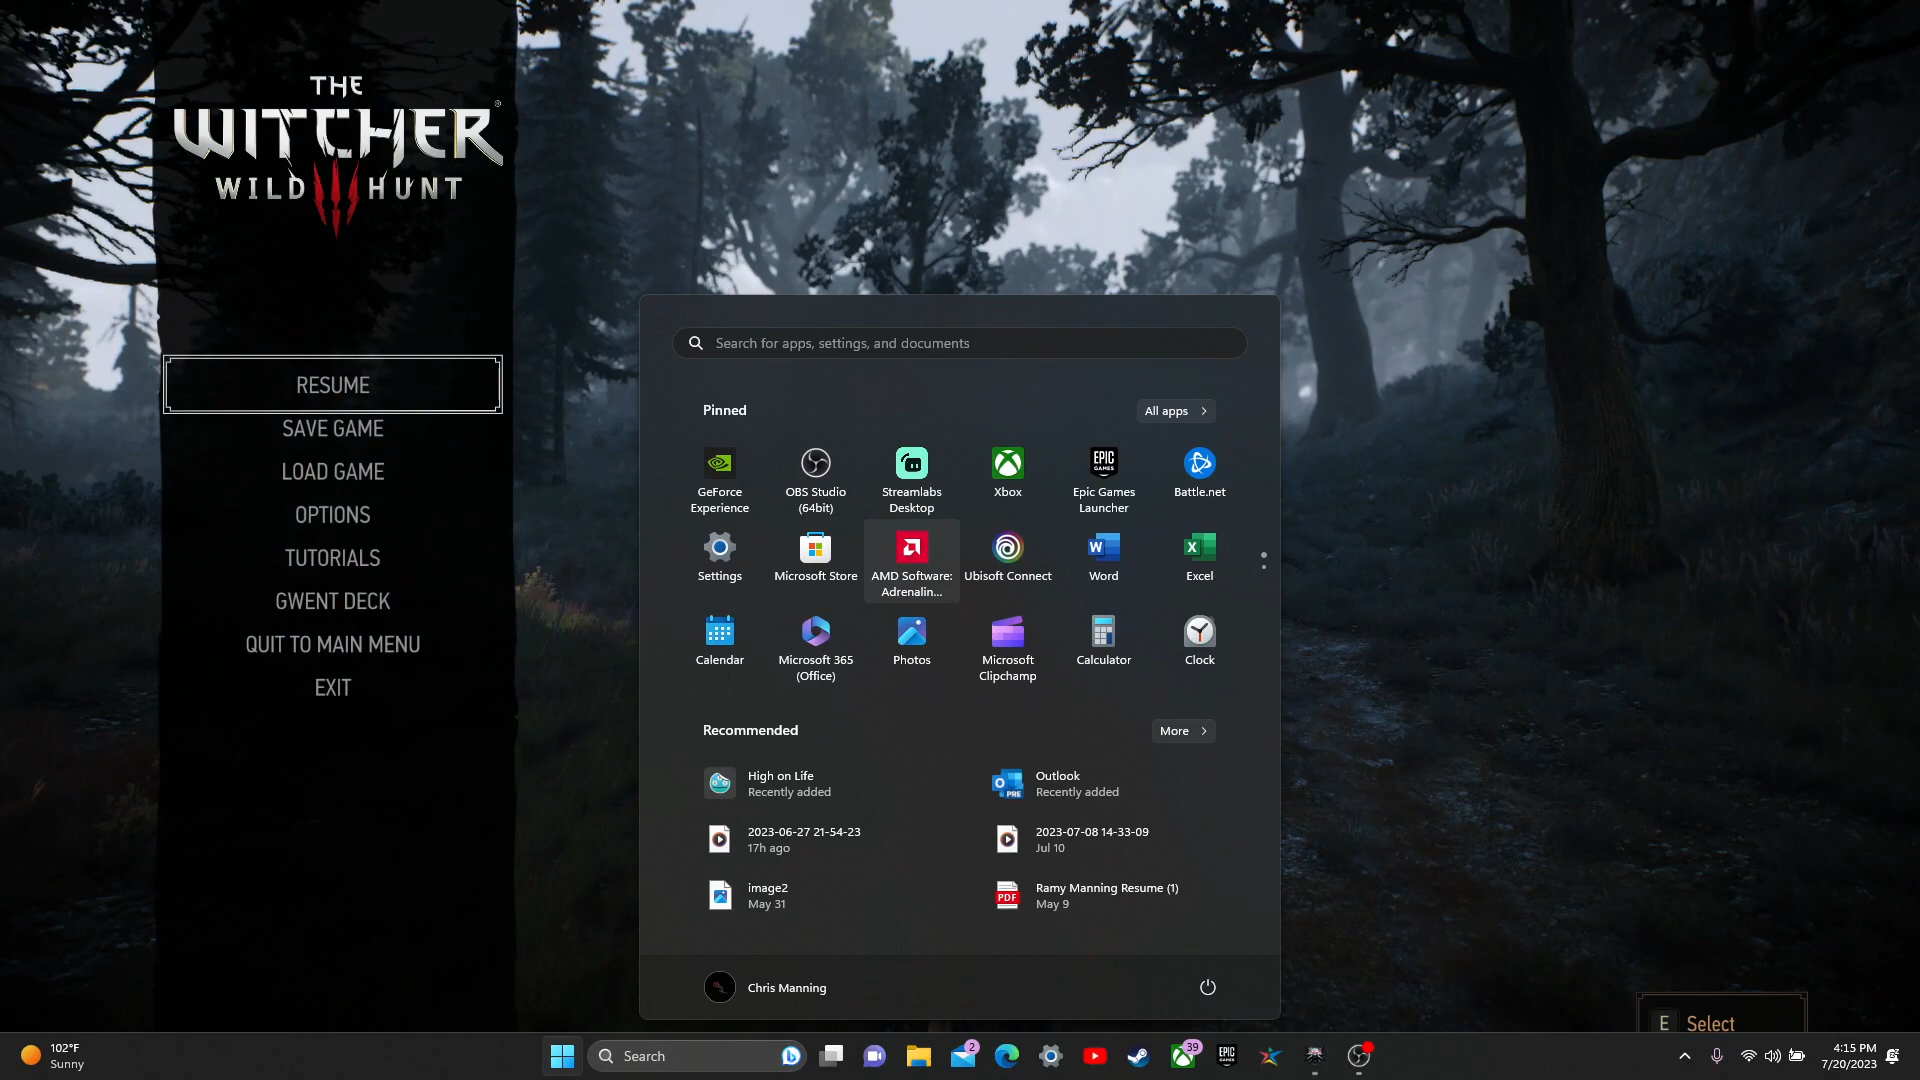 THE
WITCHER®
WILD HUNT
RESUME
SAVE GAME
LOAD GAME
OPTIONS
TUTORIALS
GWENT DECK
QUIT TO MAIN MENU
EXIT
Search for apps, settings, and documents
Pinned
All apps
GeForce Experience
OBS Studio (64bit)
Streamlabs Desktop
Xbox
EPIC GAMES
Epic Games Launcher
Battle.net
Settings
Microsoft Store
AMD Software: Adrenalin...
Ubisoft Connect
W
Word
X
Excel
Calendar
Microsoft 365 (Office)
Photos
Microsoft Clipchamp
Calculator
Clock
Recommended
More
High on Life
Recently added
O PRE
Outlook
Recently added
2023-06-27 21-54-23
17h ago
2023-07-08 14-33-09
Jul 10
image2
May 31
PDF
Ramy Manning Resume (1)
May 9
Chris Manning
E Select
102°F
Sunny
Search
2
39
EPIC GAMES
4:15 PM
7/20/2023